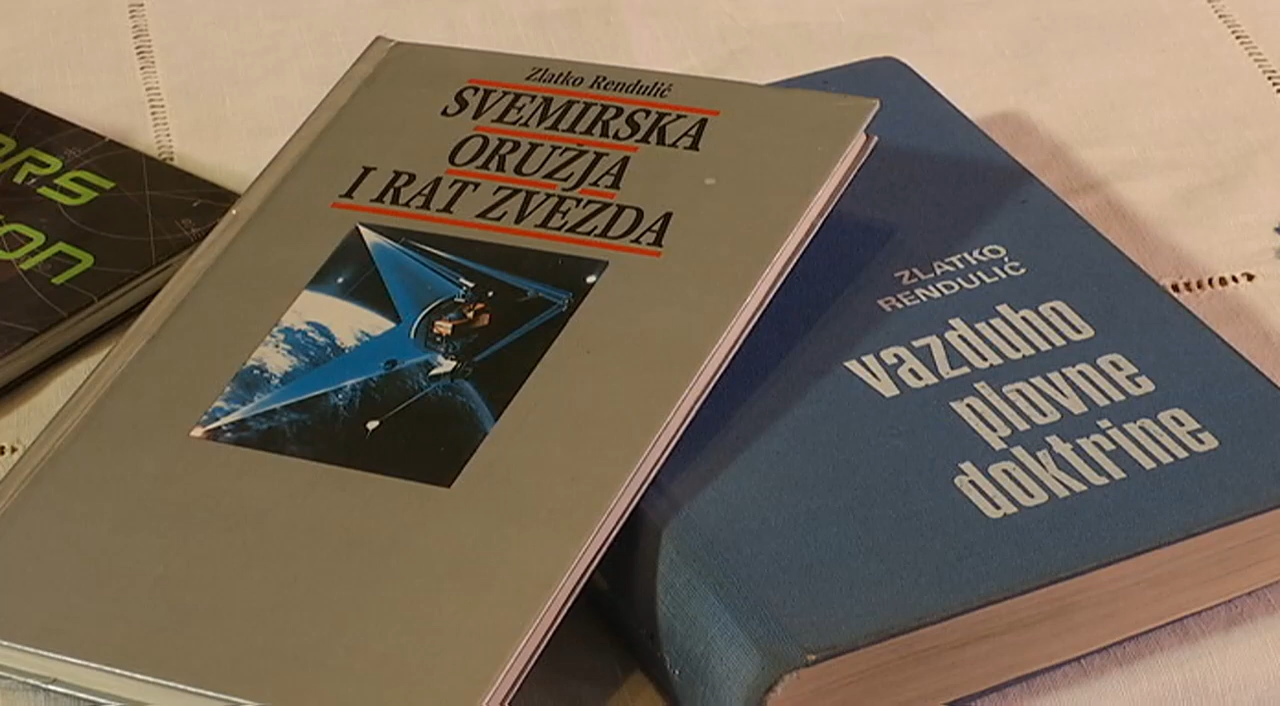 Zlatko Rendulić
SVEMIRSKA
ORUŽJA
I RAT ZVEZDA
ZLATKO
RENDULIĆ
vazduho
plovne
doktrine